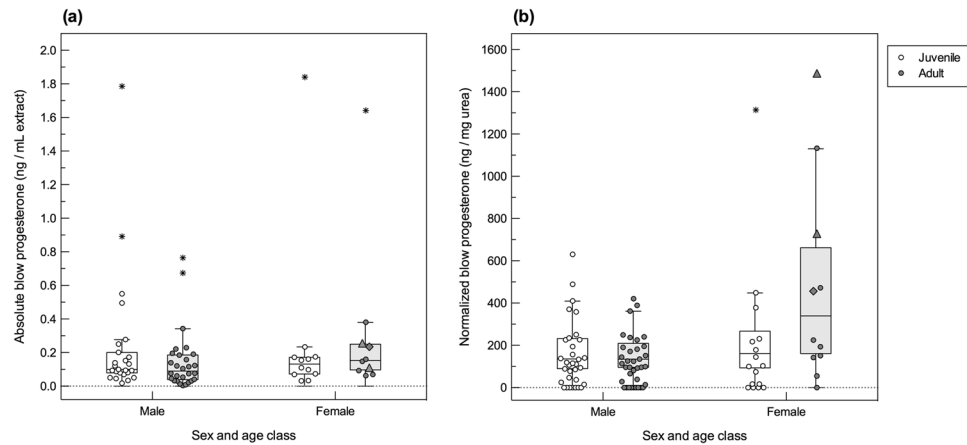 (a)
Absolute blow progesterone (ng / mL extract)
2.0
1.8
1.6
1.4
1.2
1.0
0.8
0.6
0.4
0.2
0.0
Male
Female
Sex and age class
(b)
Normalized blow progesterone (ng / mg urea)
1600
1400
1200
1000
800
600
400
200
0
Male
Female
Sex and age class
Juvenile
Adult